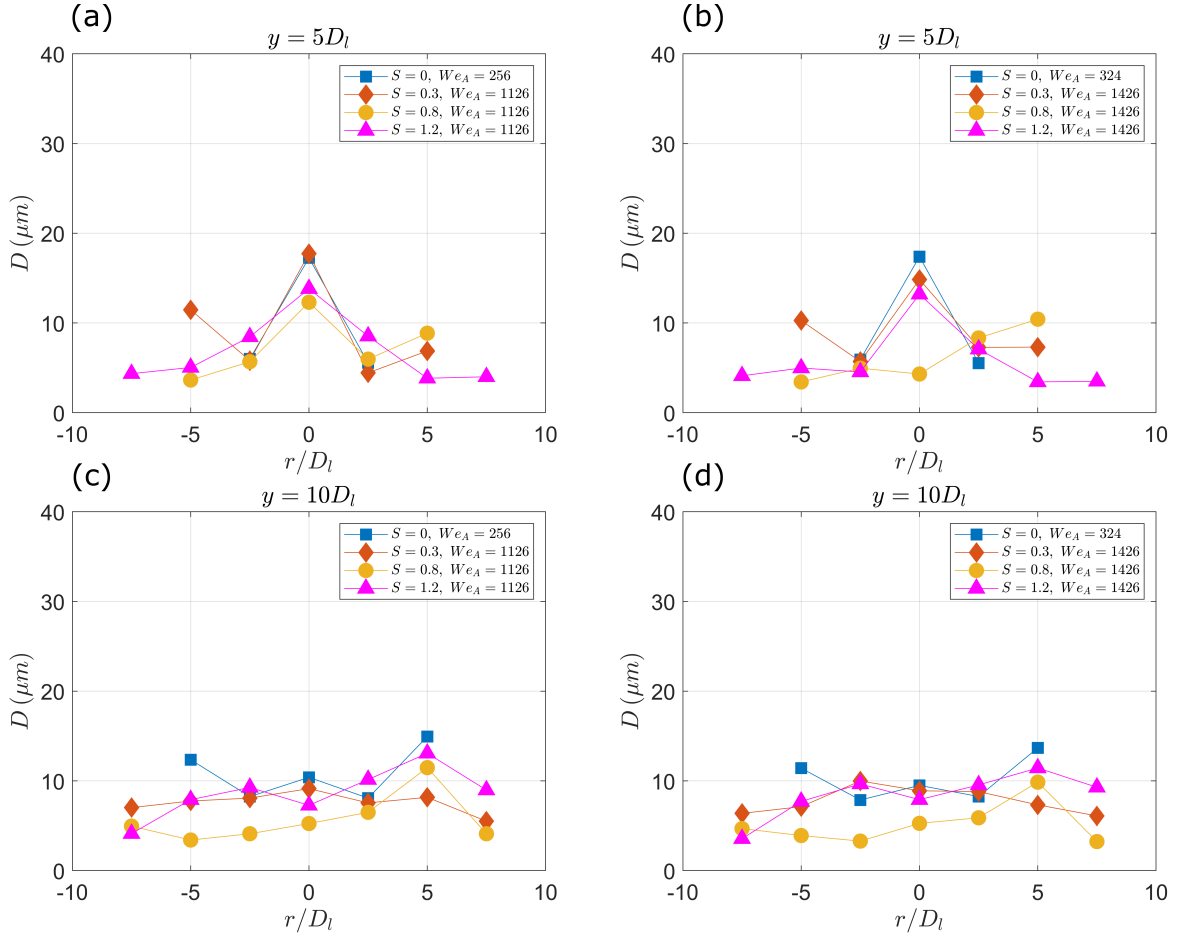 (a)
y = 5D_l
S = 0, We_A = 256
S = 0.3, We_A = 1126
S = 0.8, We_A = 1126
S = 1.2, We_A = 1126
40
30
20
10
0
D (μm)
-10 -5 0 5 10
r/D_l
(b)
y = 5D_l
S = 0, We_A = 324
S = 0.3, We_A = 1426
S = 0.8, We_A = 1426
S = 1.2, We_A = 1426
40
30
20
10
0
D (μm)
-10 -5 0 5 10
r/D_l
(c)
y = 10D_l
S = 0, We_A = 256
S = 0.3, We_A = 1126
S = 0.8, We_A = 1126
S = 1.2, We_A = 1126
40
30
20
10
0
D (μm)
-10 -5 0 5 10
r/D_l
(d)
y = 10D_l
S = 0, We_A = 324
S = 0.3, We_A = 1426
S = 0.8, We_A = 1426
S = 1.2, We_A = 1426
40
30
20
10
0
D (μm)
-10 -5 0 5 10
r/D_l